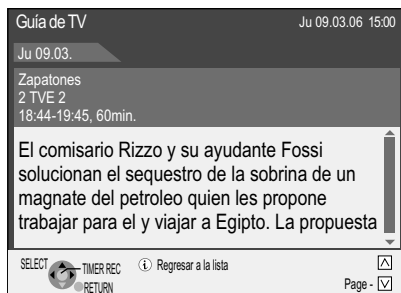 Guía de TV Ju 09.03.06 15:00
Ju 09.03.
Zapatones
2 TVE 2
18:44-19:45, 60min.
El comisario Rizzo y su ayudante Fossi
solucionan el sequestro de la sobrina de un
magnate del petroleo quien les propone
trabajar para el y viajar a Egipto. La propuesta
SELECT TIMER REC i Regresar a la lista
RETURN Page -